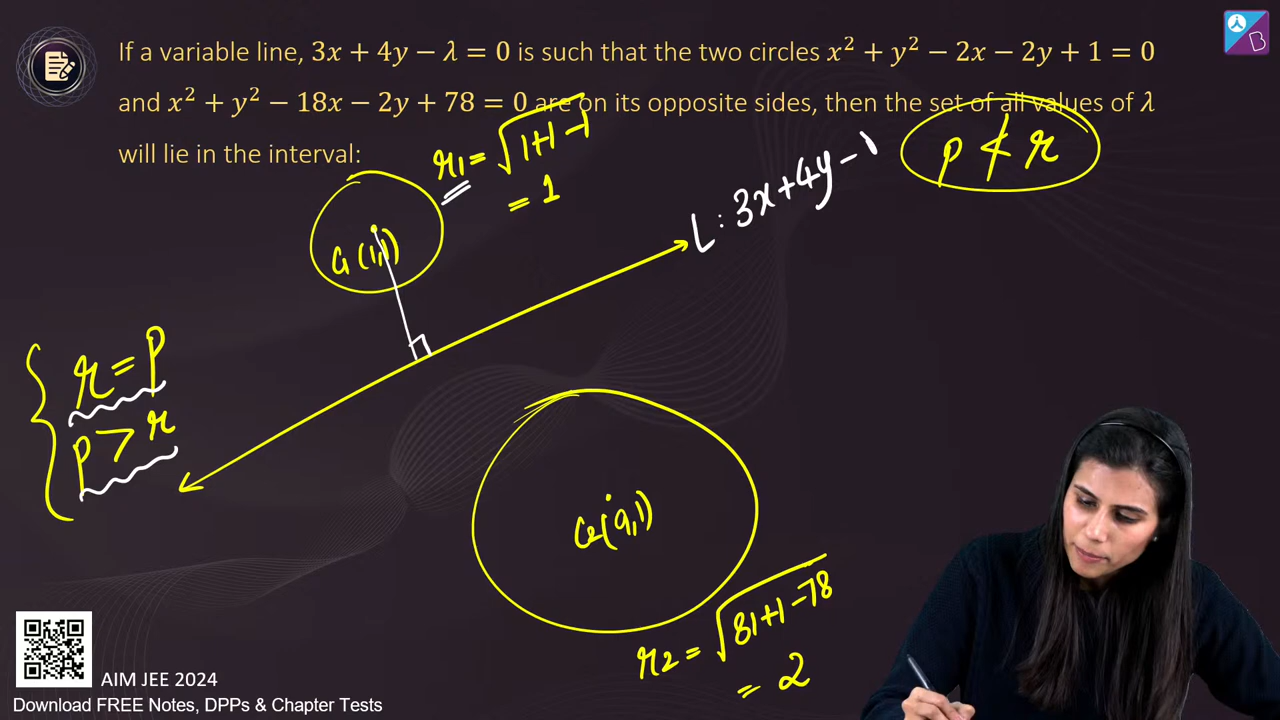 If a variable line, 3x + 4y − λ = 0 is such that the two circles x² + y² − 2x − 2y + 1 = 0
and x² + y² − 18x − 2y + 78 = 0 are on its opposite sides, then the set of all values of λ
will lie in the interval:
r₁ = √1+1−1
= 1
p ≮ r
L : 3x+4y−
C₁ (1,1)
r = p
p > r
C₂ (9,1)
r₂ = √81+1−78
= 2
B
AIM JEE 2024
Download FREE Notes, DPPs & Chapter Tests